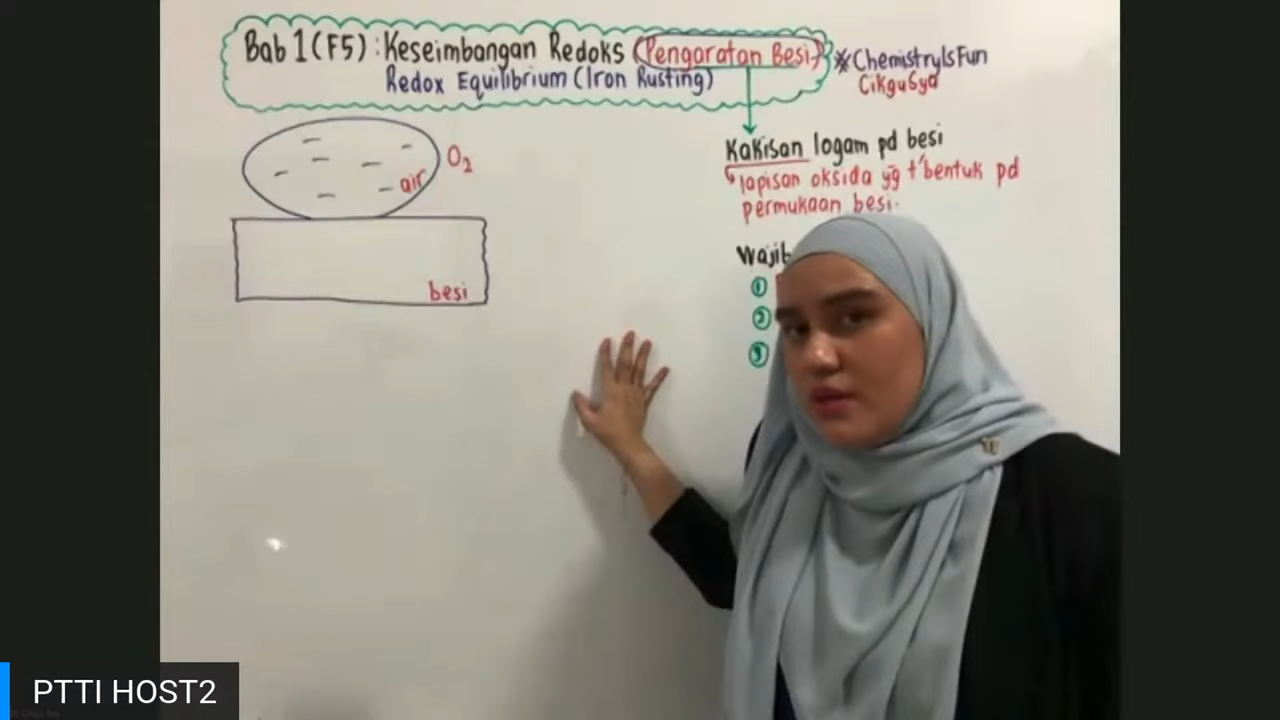 Bab 1 (F5) : Keseimbangan Redoks (Pengaratan Besi)
Redox Equilibrium (Iron Rusting)
*ChemistryIsFun
CikguSya
O2
air
besi
Kakisan logam pd besi
lapisan oksida yg t'bentuk pd
permukaan besi.
Wajib
1
2
3
PTTI HOST2